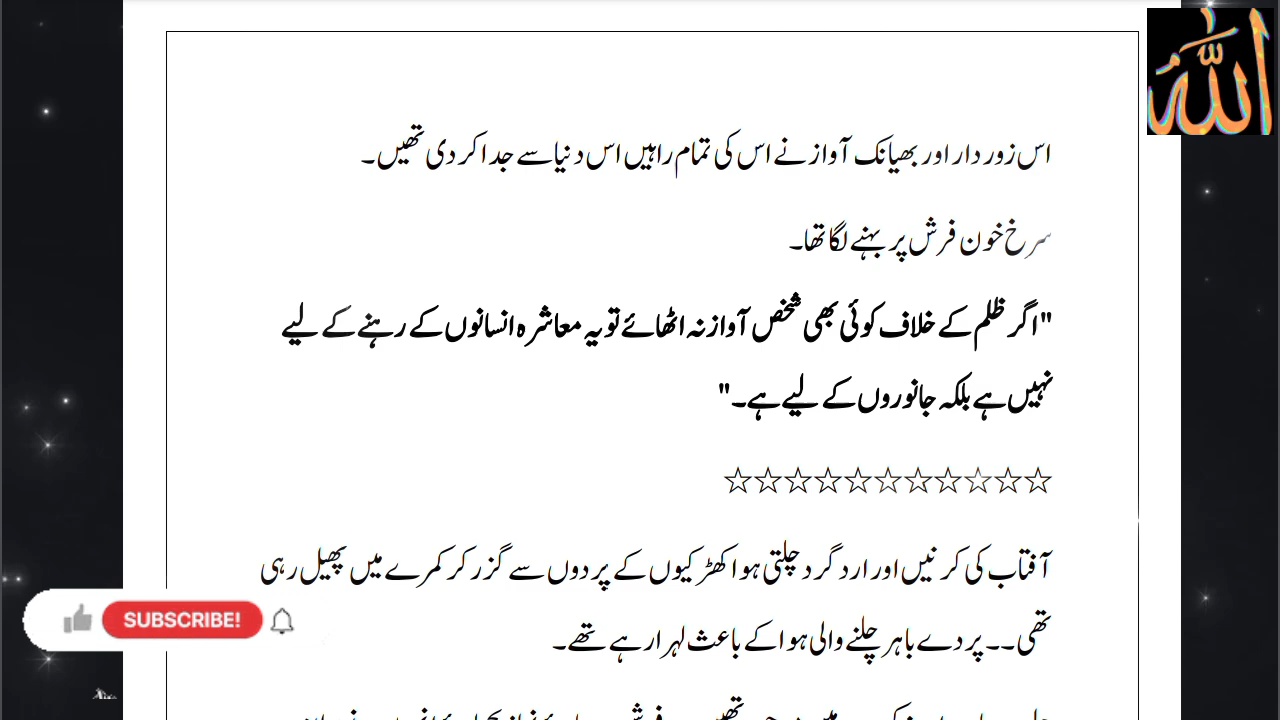 الله
اس زور دار اور بھیانک آواز نے اس کی تمام راہیں اس دنیا سے جدا کر دی تھیں۔
سرخ خون فرش پر بہنے لگا تھا۔
"اگر ظلم کے خلاف کوئی بھی شخص آواز نہ اٹھائے تو یہ معاشرہ انسانوں کے رہنے کے لیے
نہیں ہے بلکہ جانوروں کے لیے ہے۔"
☆☆☆☆☆☆☆☆☆☆☆
آفتاب کی کرنیں اور ارد گرد چلتی ہوا کھڑکیوں کے پردوں سے گزر کر کمرے میں پھیل رہی
تھی۔۔ پردے باہر چلنے والی ہوا کے باعث لہرا رہے تھے۔
SUBSCRIBE!